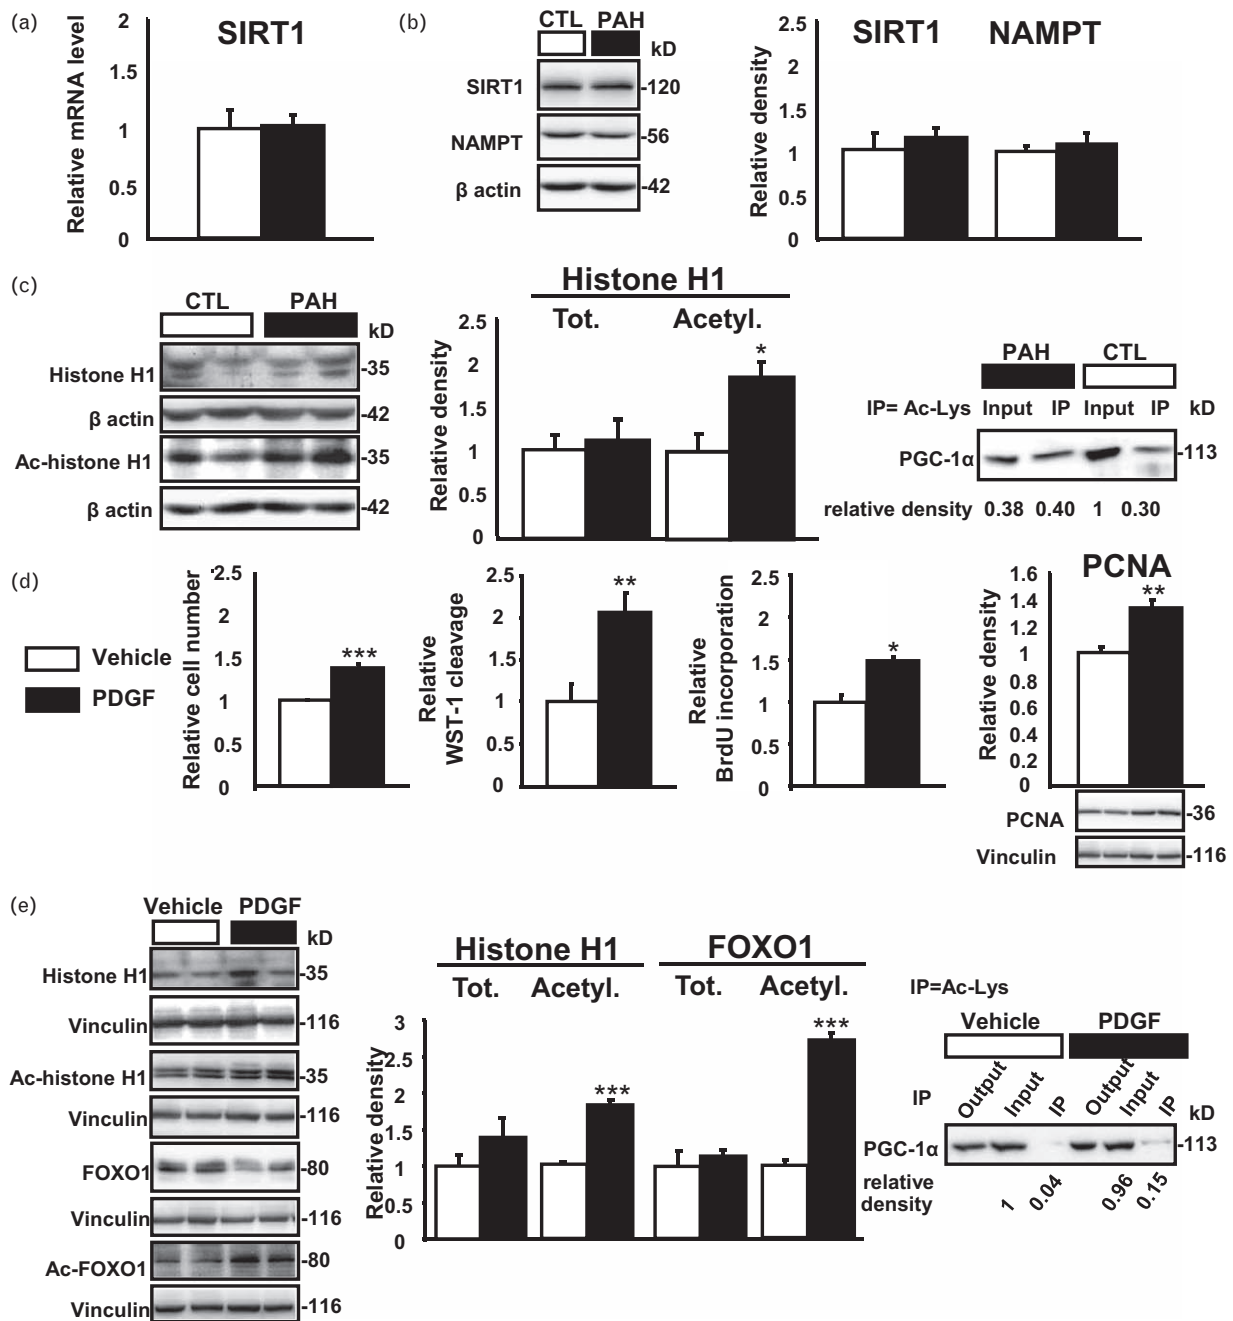 (a)
SIRT1
Relative mRNA level
2
1.5
1
0.5
0
(b)
CTL PAH
kD
SIRT1 -120
NAMPT -56
β actin -42
SIRT1 NAMPT
Relative density
2.5
2
1.5
1
0.5
0
(c)
CTL PAH
kD
Histone H1 -35
β actin -42
Ac-histone H1 -35
β actin -42
Histone H1
Tot. Acetyl.
Relative density
2.5
2
1.5
1
0.5
0
*
PAH CTL
IP= Ac-Lys Input IP Input IP kD
PGC-1α -113
relative density 0.38 0.40 1 0.30
(d)
Vehicle
PDGF
Relative cell number
2.5
2
1.5
1
0.5
0
***
Relative
WST-1 cleavage
2.5
2
1.5
1
0.5
0
**
Relative
BrdU incorporation
2.5
2
1.5
1
0.5
0
*
PCNA
Relative density
1.6
1.4
1.2
1
0.8
0.6
0.4
0.2
0
**
PCNA -36
Vinculin -116
(e)
Vehicle PDGF
kD
Histone H1 -35
Vinculin -116
Ac-histone H1 -35
Vinculin -116
FOXO1 -80
Vinculin -116
Ac-FOXO1 -80
Vinculin -116
Histone H1 FOXO1
Tot. Acetyl. Tot. Acetyl.
Relative density
3
2.5
2
1.5
1
0.5
0
***
***
IP=Ac-Lys
Vehicle PDGF
IP Output Input IP Output Input IP kD
PGC-1α -113
relative
density 1 0.04 0.96 0.15